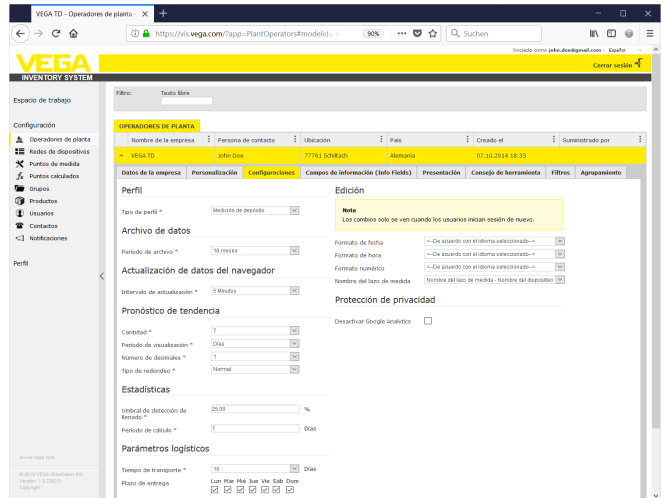 VEGA TD - Operadores de planta
https://vis.vega.com/?app=PlantOperators#modelid=1
90%
Suchen
Iniciado como john.doe@gmail.com - Español
Cerrar sesión
VEGA
INVENTORY SYSTEM
Espacio de trabajo
Configuración
Operadores de planta
Redes de dispositivos
Puntos de medida
Puntos calculados
Grupos
Productos
Usuarios
Contactos
Notificaciones
Perfil
www.vega.com
Copyright
Filtro: Texto libre
OPERADORES DE PLANTA
Nombre de la empresa Persona de contacto Ubicación País Creado el Suministrado por
VEGA TD John Doe 77761 Schiltach Alemania 07.10.2014 18:33
Datos de la empresa Personalización Configuraciones Campos de información (Info Fields) Presentación Consejo de herramienta Filtros Agrupamiento
Perfil
Tipo de perfil * Medición de depósito
Archivo de datos
Periodo de archivo * 18 meses
Actualización de datos del navegador
Intervalo de actualización * 5 Minutos
Pronóstico de tendencia
Cantidad * 7
Período de visualización * Días
Número de decimales * 1
Tipo de redondeo * Normal
Estadísticas
Umbral de detección de
llenado * 25,00 %
Período de cálculo * 7 Días
Parámetros logísticos
Tiempo de transporte * 10 Días
Plazo de entrega Lun Mar Mié Jue Vie Sáb Dom
Edición
Nota
Los cambios solo se ven cuando los usuarios inician sesión de nuevo.
Formato de fecha <--De acuerdo con el idioma seleccionado-->
Formato de hora <--De acuerdo con el idioma seleccionado-->
Formato numérico <--De acuerdo con el idioma seleccionado-->
Nombre del lazo de medida Nombre del lazo de medida - Nombre del dispositivo
Protección de privacidad
Desactivar Google Analytics